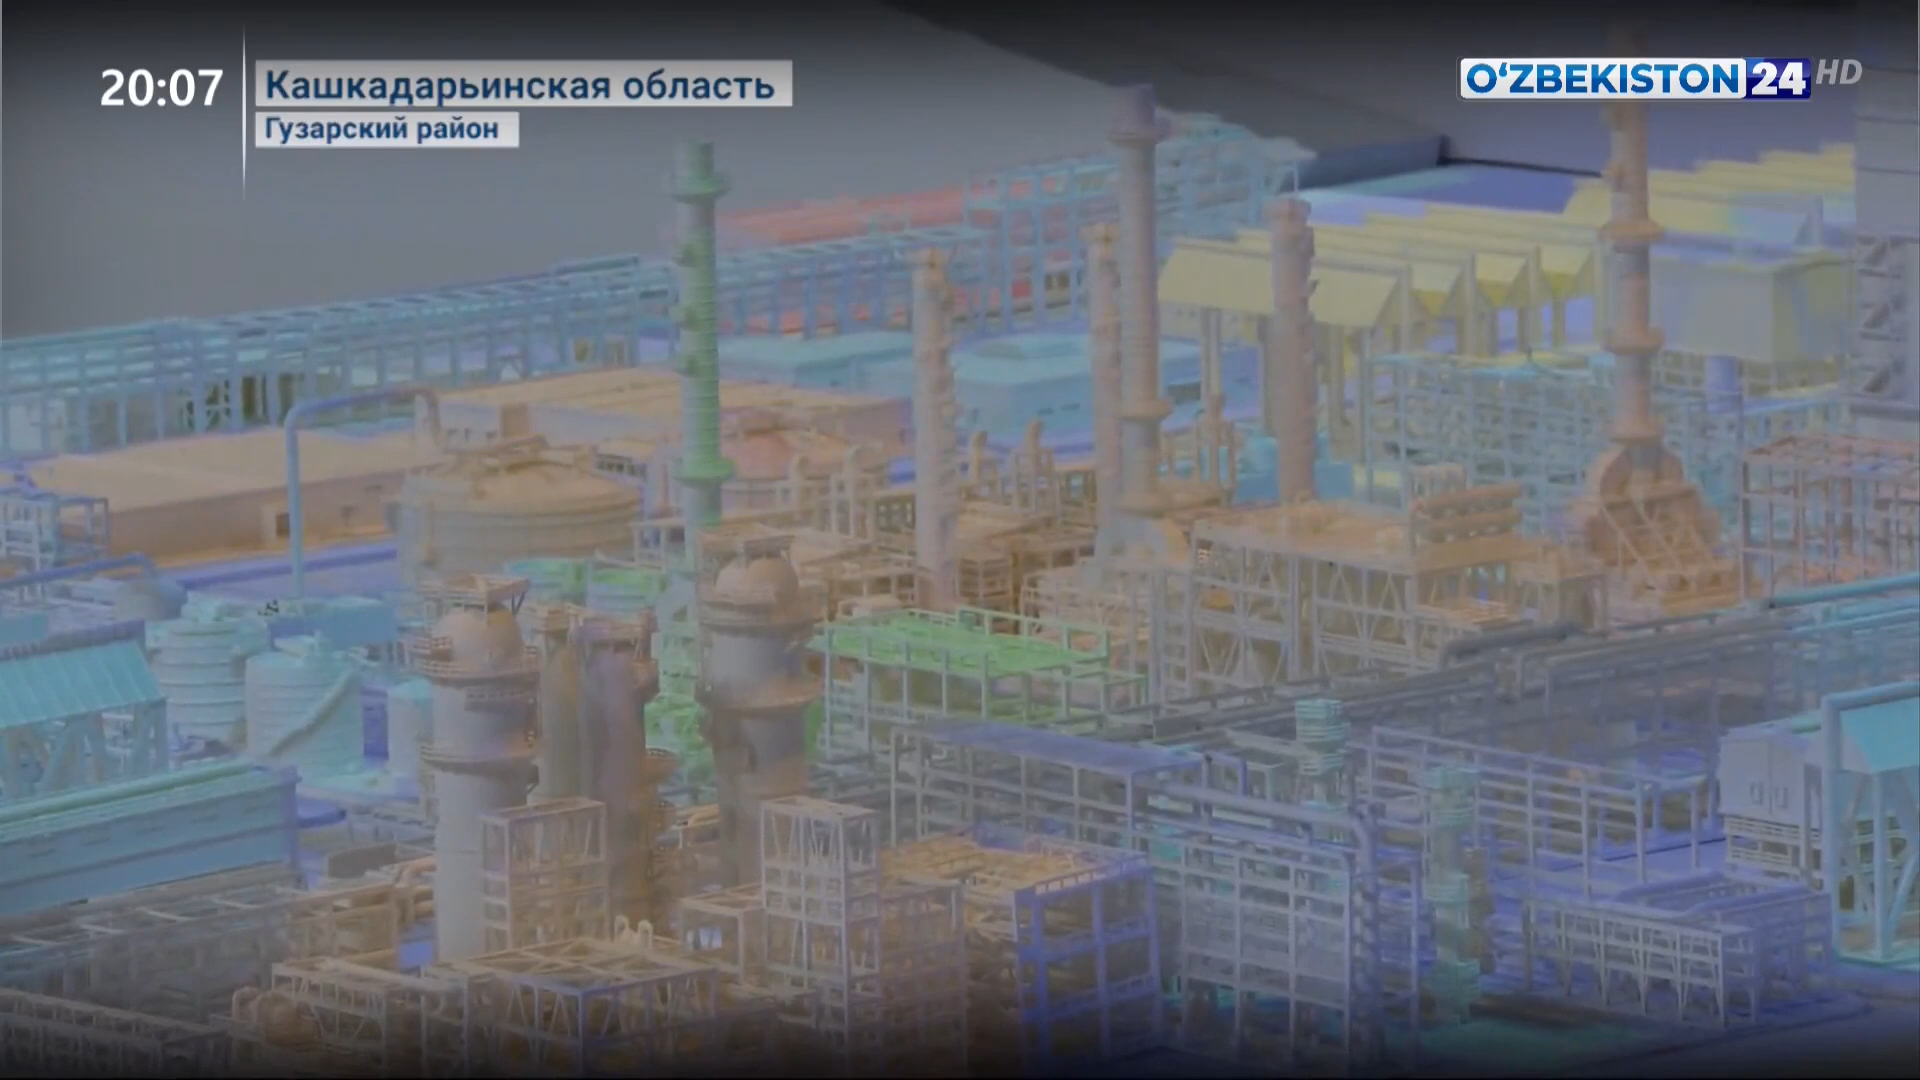 20:07
Кашкадарьинская область
Гузарский район
O‘ZBEKISTON 24 HD